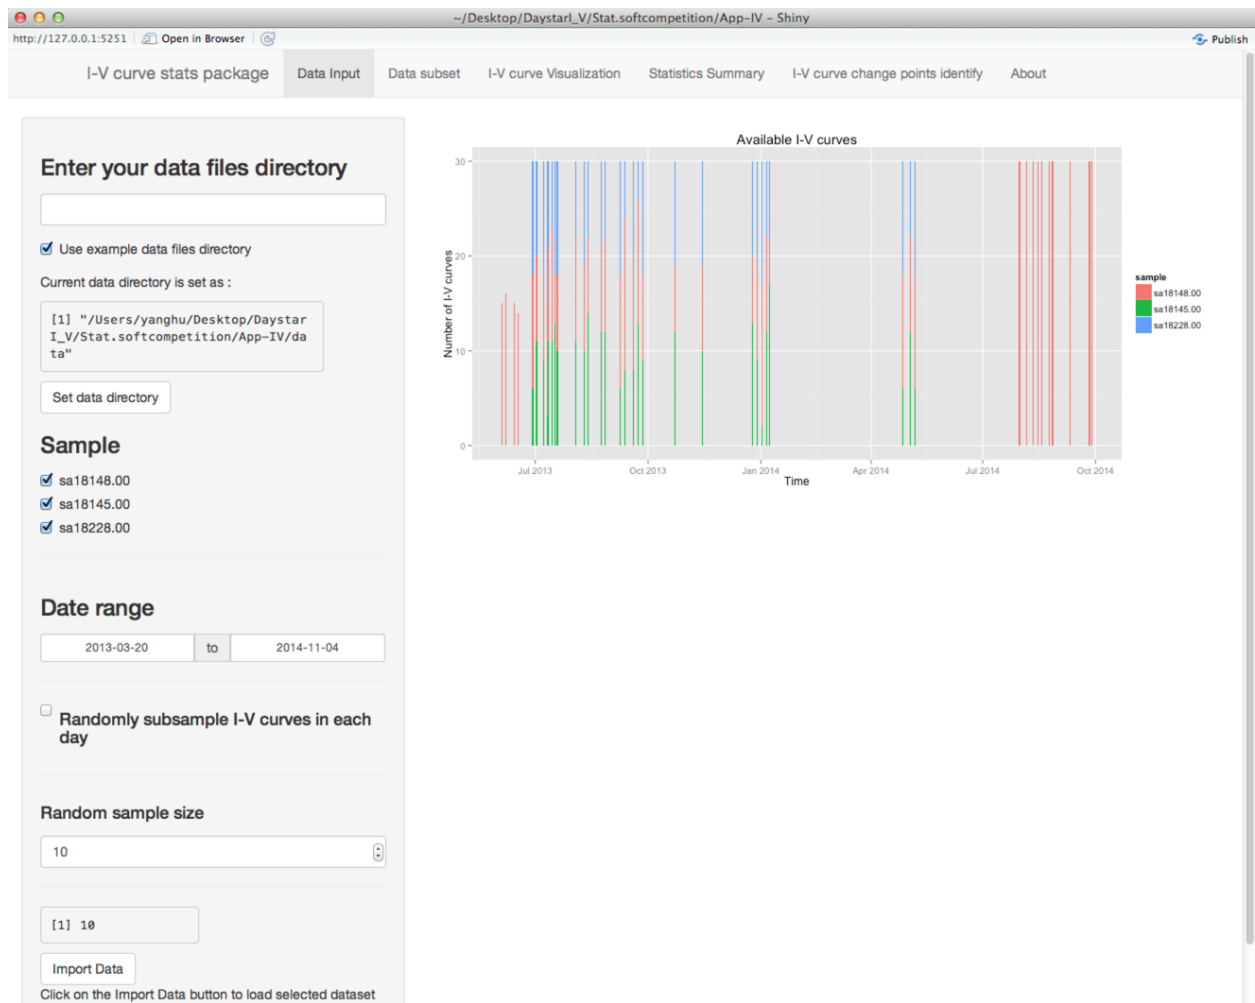 ~/Desktop/DaystarI_V/Stat.softcompetition/App-IV – Shiny
http://127.0.0.1:5251 Open in Browser Publish
I-V curve stats package Data Input Data subset I-V curve Visualization Statistics Summary I-V curve change points identify About
Enter your data files directory
Use example data files directory
Current data directory is set as :
[1] "/Users/yanghu/Desktop/Daystar
I_V/Stat.softcompetition/App-IV/da
ta"
Set data directory
Sample
sa18148.00
sa18145.00
sa18228.00
Date range
2013-03-20 to 2014-11-04
Randomly subsample I-V curves in each
day
Random sample size
10
[1] 10
Import Data
Click on the Import Data button to load selected dataset
Available I-V curves
Number of I-V curves
30
20
10
0
Jul 2013 Oct 2013 Jan 2014 Apr 2014 Jul 2014 Oct 2014
Time
sample
sa18148.00
sa18145.00
sa18228.00